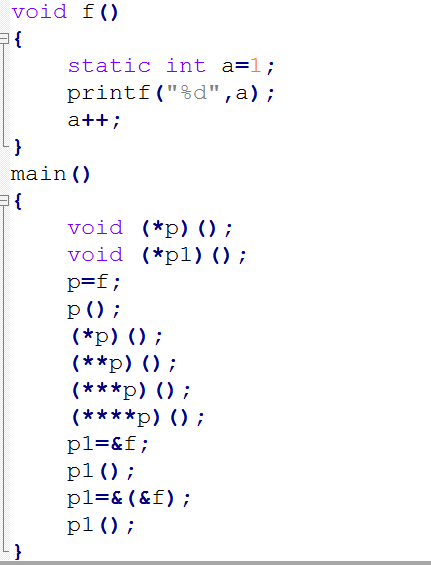 void f()
{
    static int a=1;
    printf("%d",a);
    a++;
}
main()
{
    void (*p)();
    void (*p1)();
    p=f;
    p();
    (*p)();
    (**p)();
    (***p)();
    (****p)();
    p1=&f;
    p1();
    p1=&(&f);
    p1();
}